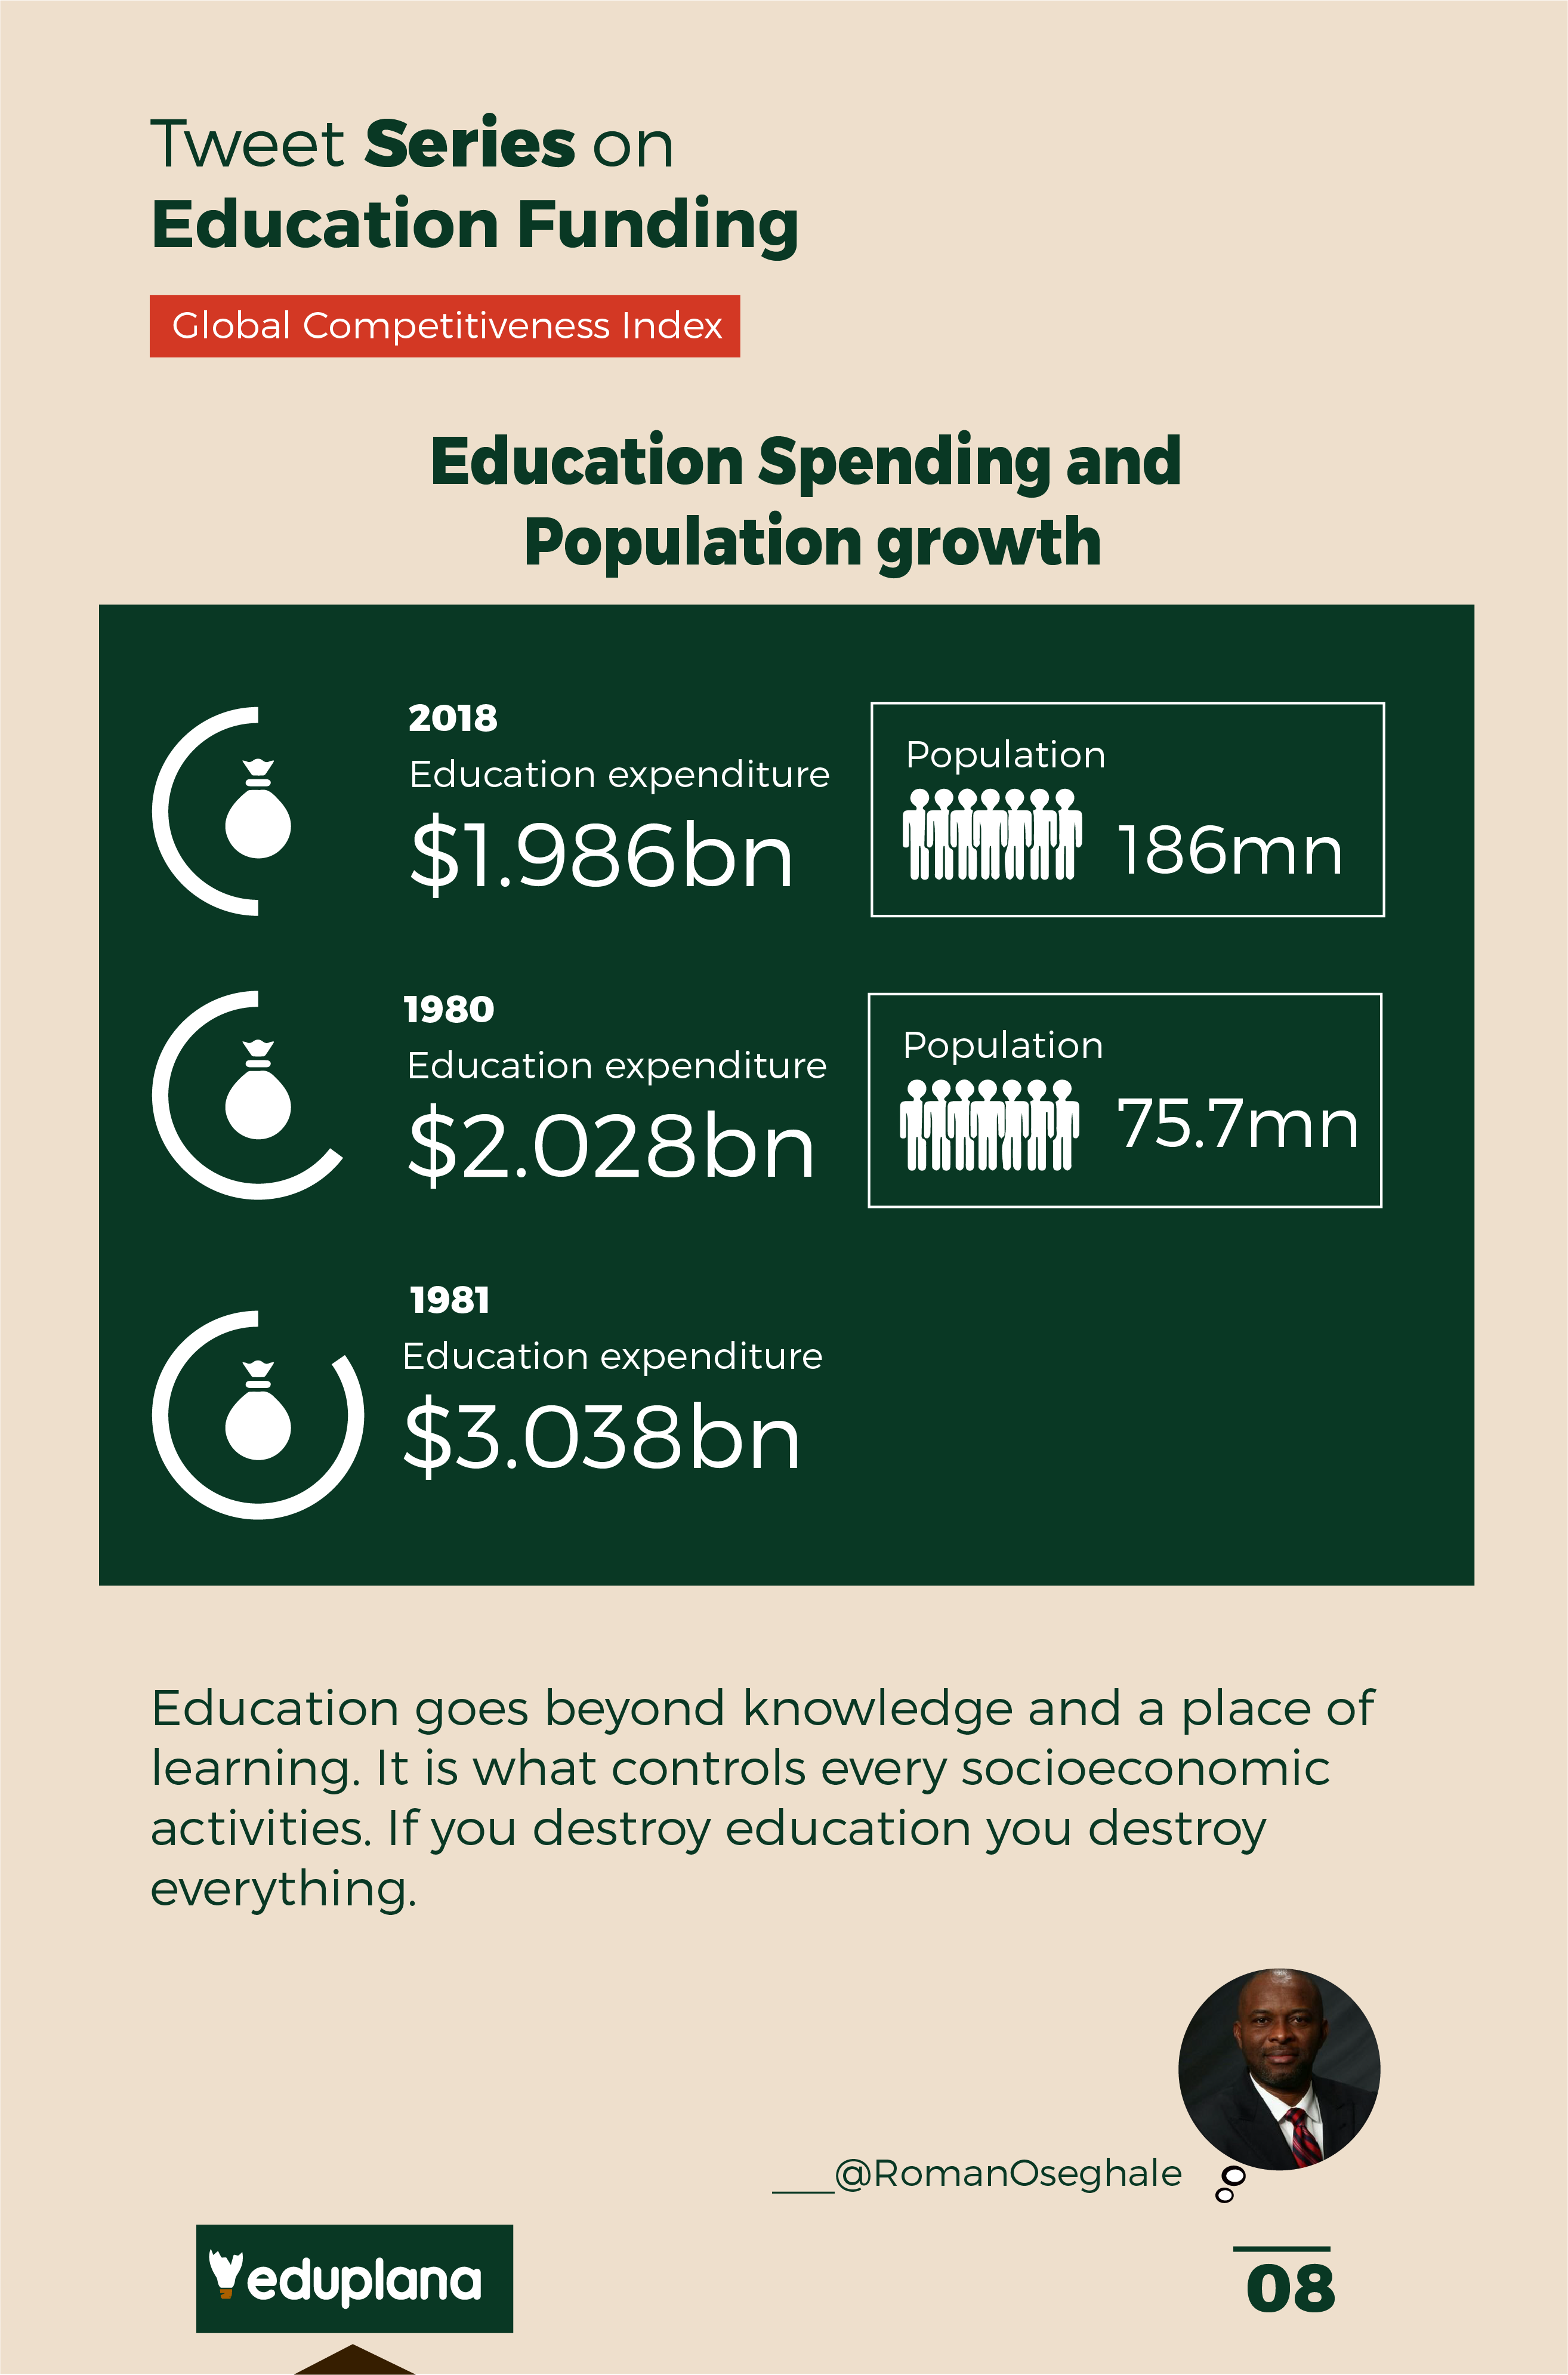 Tweet Series on
Education Funding
Global Competitiveness Index
Education Spending and
Population growth
2018
Education expenditure
$1.986bn
Population
186mn
1980
Education expenditure
$2.028bn
Population
75.7mn
1981
Education expenditure
$3.038bn
Education goes beyond knowledge and a place of
learning. It is what controls every socioeconomic
activities. If you destroy education you destroy
everything.
___@RomanOseghale
eduplana
08